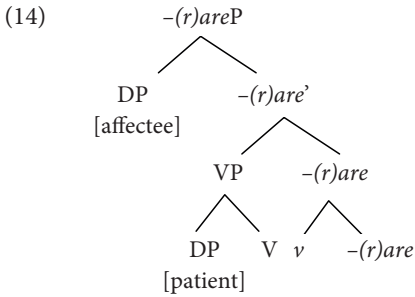 (14) –(r)areP
DP –(r)are’
[affectee]
VP –(r)are
DP V v –(r)are
[patient]